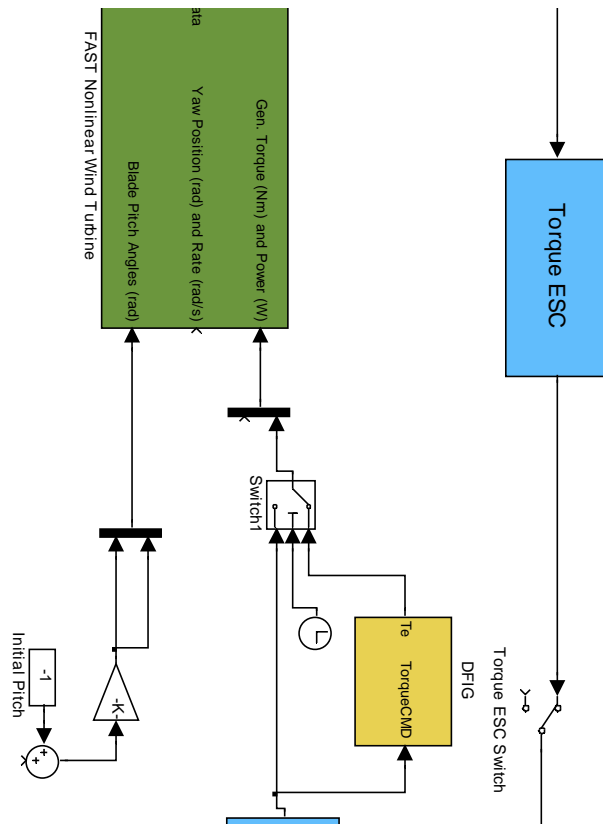 ata
Gen. Torque (Nm) and Power (W)
Yaw Position (rad) and Rate (rad/s)
Blade Pitch Angles (rad)
FAST Nonlinear Wind Turbine
Torque ESC
Switch1
Te
TorqueCMD
DFIG
Torque ESC Switch
-K-
-1
Initial Pitch
+
+